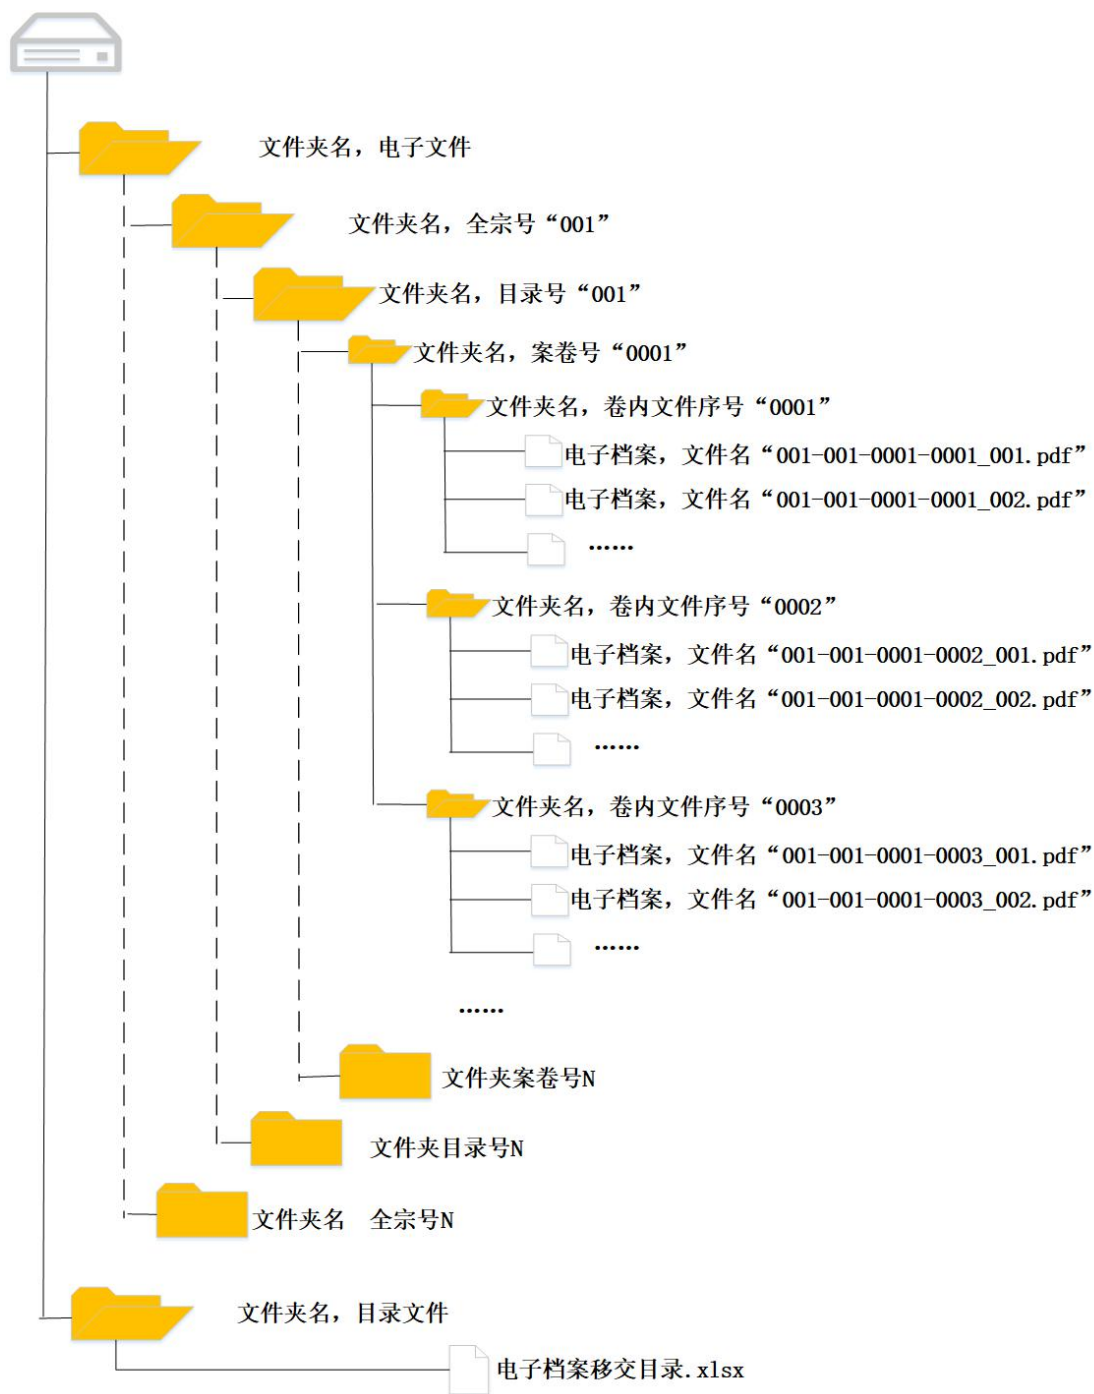 文件夹名，电子文件
文件夹名，全宗号“001”
文件夹名，目录号“001”
文件夹名，案卷号“0001”
文件夹名，卷内文件序号“0001”
电子档案，文件名“001-001-0001-0001_001.pdf”
电子档案，文件名“001-001-0001-0001_002.pdf”
……
文件夹名，卷内文件序号“0002”
电子档案，文件名“001-001-0001-0002_001.pdf”
电子档案，文件名“001-001-0001-0002_002.pdf”
……
文件夹名，卷内文件序号“0003”
电子档案，文件名“001-001-0001-0003_001.pdf”
电子档案，文件名“001-001-0001-0003_002.pdf”
……
……
文件夹案卷号N
文件夹目录号N
文件夹名 全宗号N
文件夹名，目录文件
电子档案移交目录.xlsx